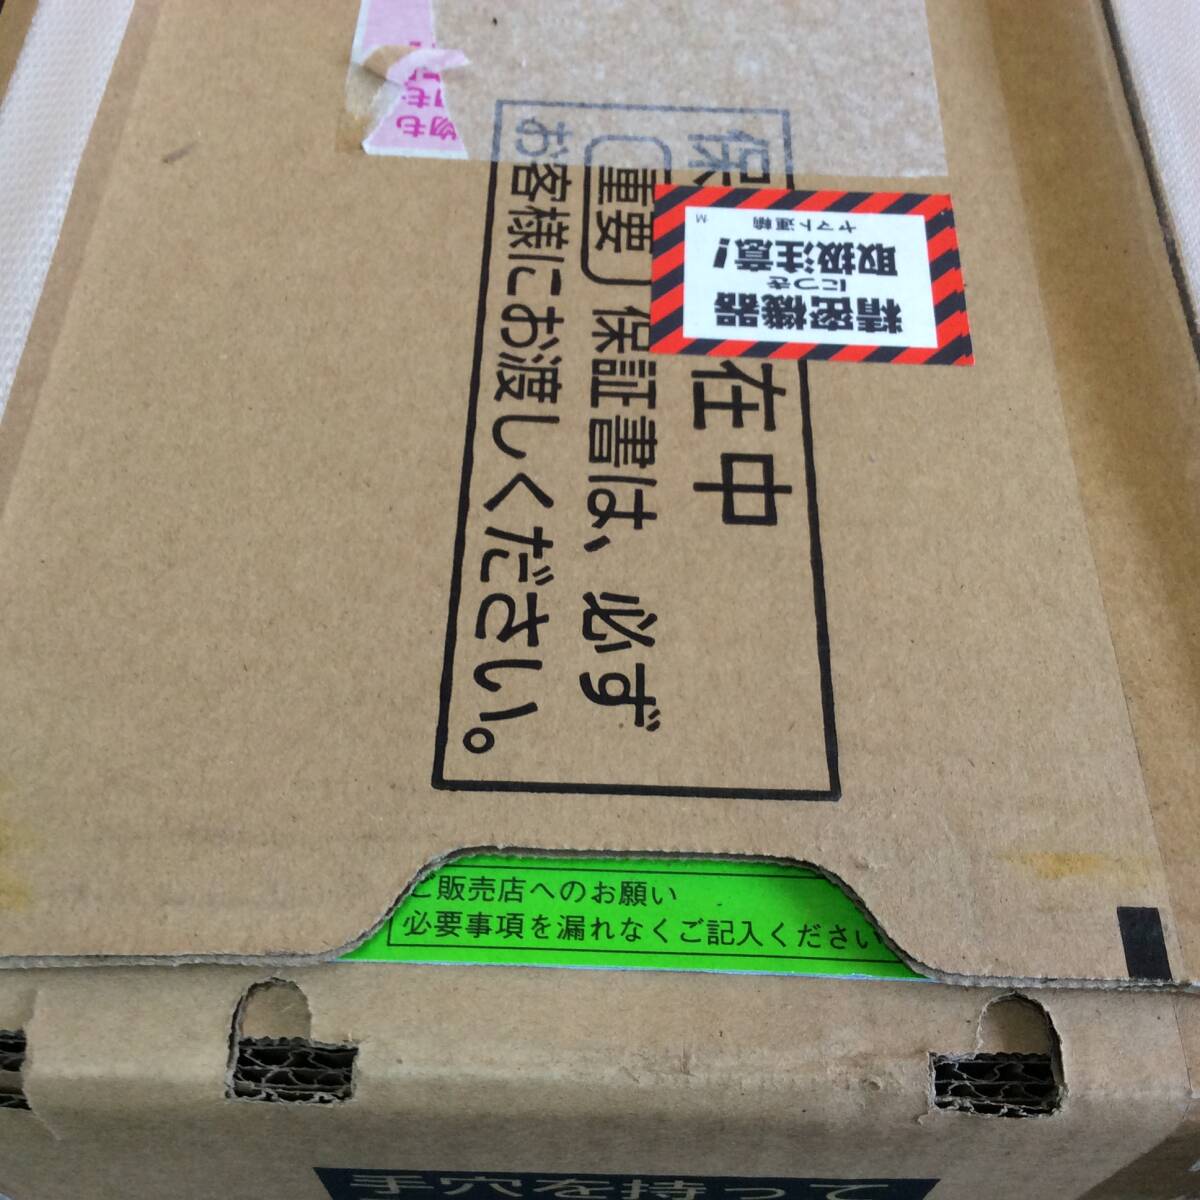 保
在中
重要
保証書は、必ず
お客様にお渡しください。
精密機器
につき
取扱注意!
ヤマト運輸
M
物も
ご販売店へのお願い
必要事項を漏れなくご記入ください
手穴を持って